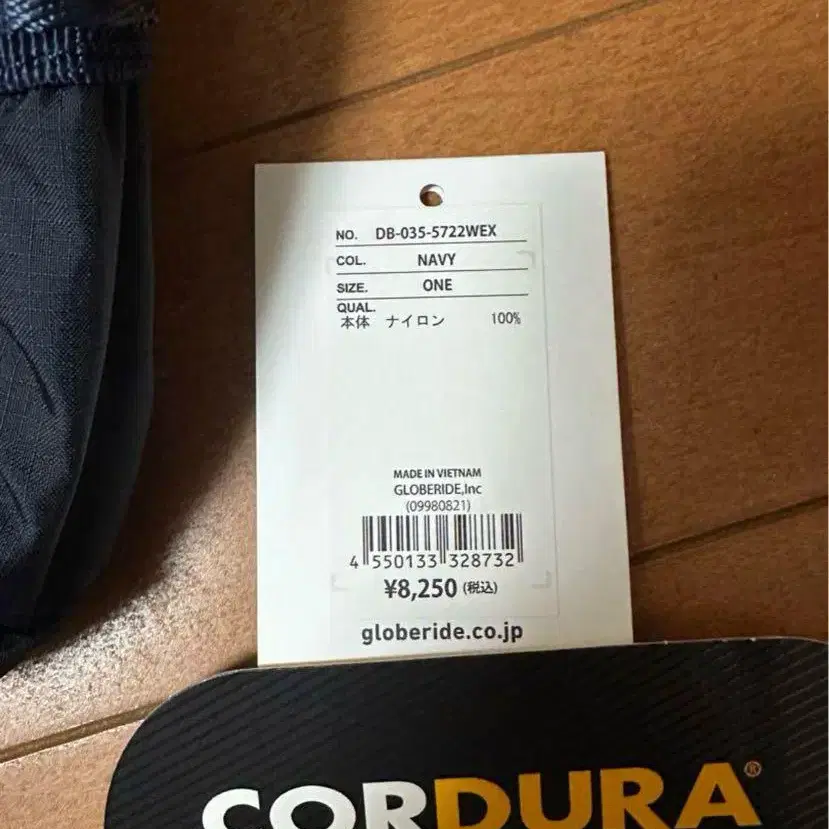 NO. DB-035-5722WEX
COL. NAVY
SIZE. ONE
QUAL.
本体 ナイロン 100%
MADE IN VIETNAM
GLOBERIDE,Inc
(09980821)
4 550133 328732
¥8,250 (税込)
globeride.co.jp
CORDURA®